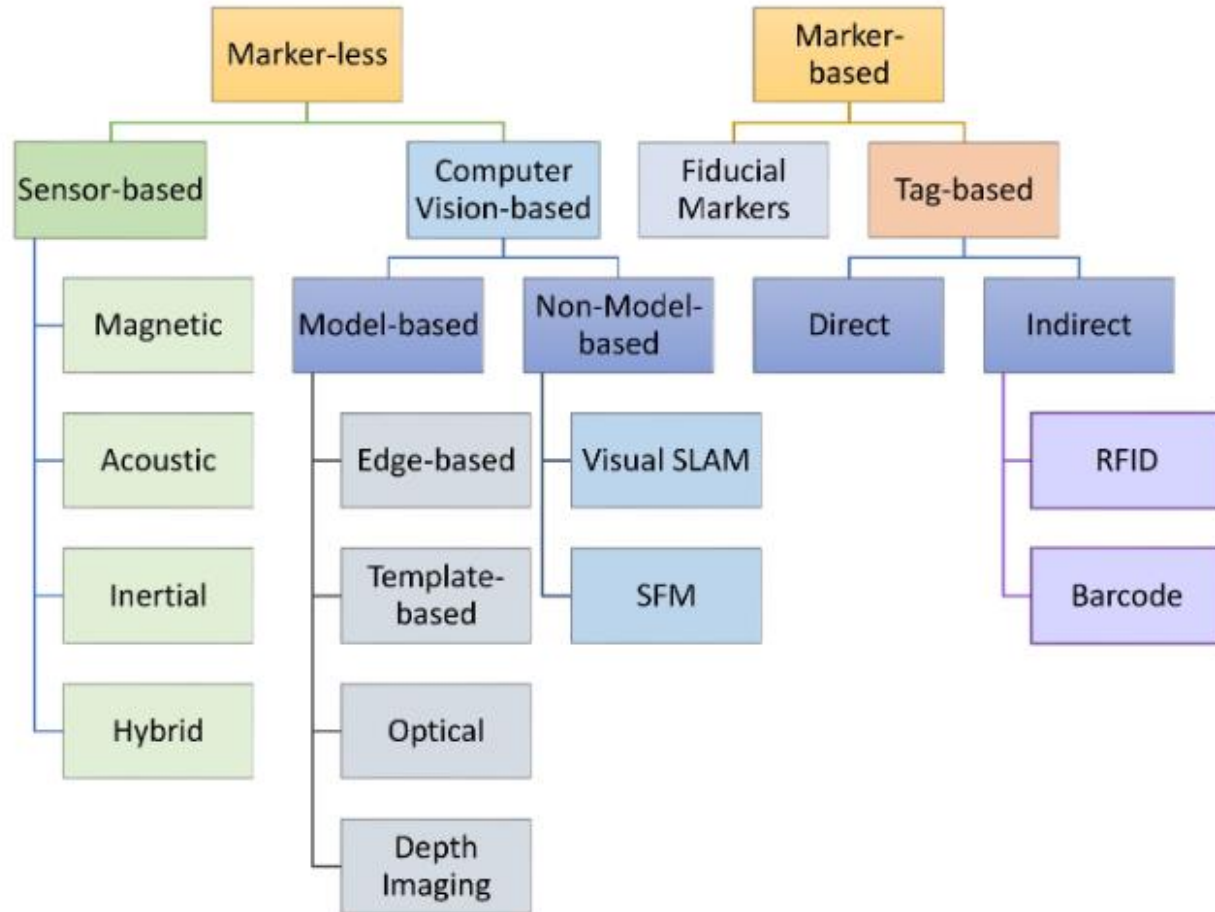 Marker-less
Marker-
based
Sensor-based
Computer
Vision-based
Fiducial
Markers
Tag-based
Magnetic
Model-based
Non-Model-
based
Direct
Indirect
Acoustic
Edge-based
Visual SLAM
RFID
Inertial
Template-
based
SFM
Barcode
Hybrid
Optical
Depth
Imaging